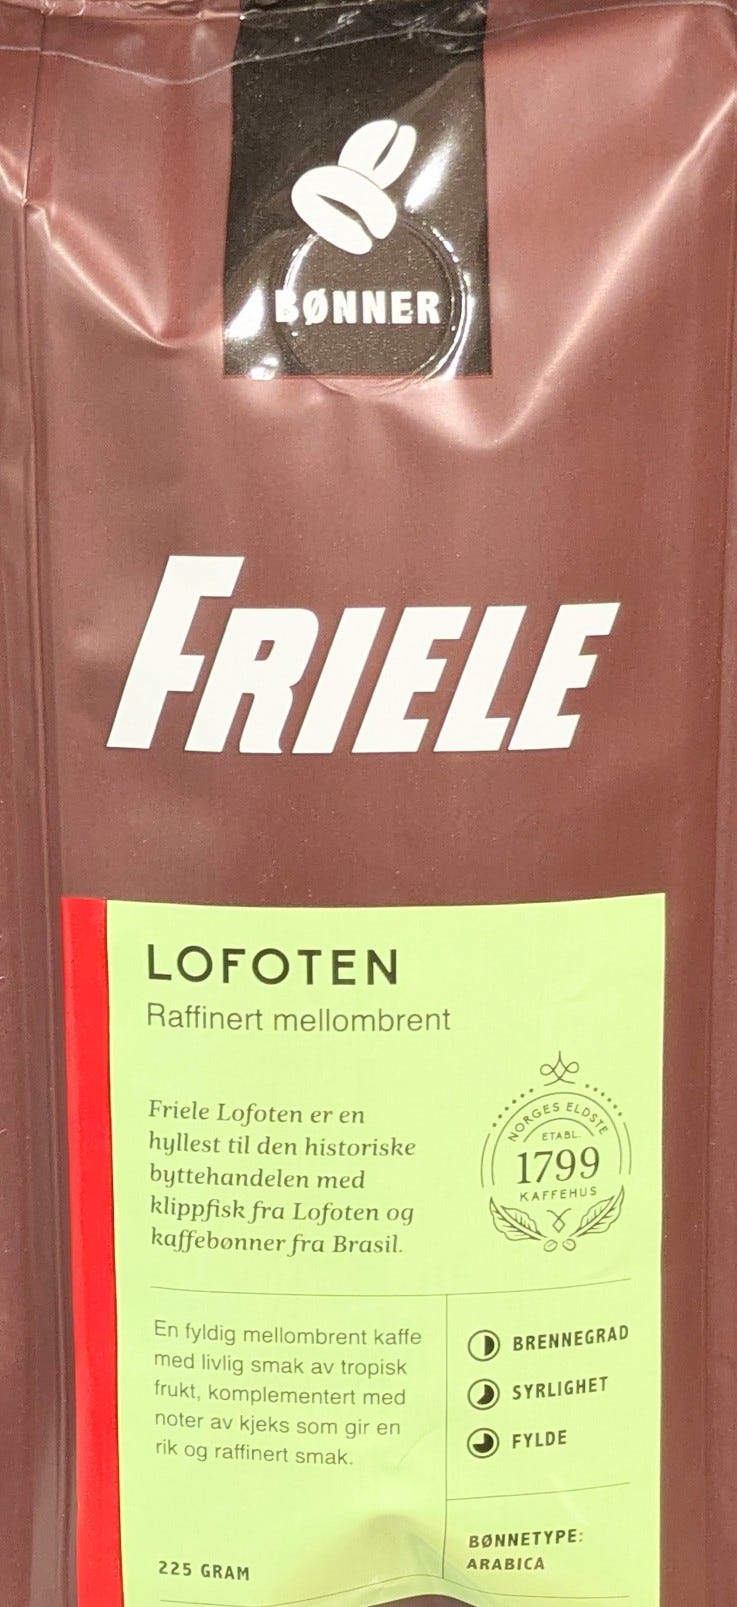 BØNNER
FRIELE
LOFOTEN
Raffinert mellombrent
Friele Lofoten er en
hyllest til den historiske
byttehandelen med
klippfisk fra Lofoten og
kaffebønner fra Brasil.
NORGES ELDSTE
ETABL.
1799
KAFFEHUS
En fyldig mellombrent kaffe
med livlig smak av tropisk
frukt, komplementert med
noter av kjeks som gir en
rik og raffinert smak.
BRENNEGRAD
SYRLIGHET
FYLDE
225 GRAM
BØNNETYPE:
ARABICA